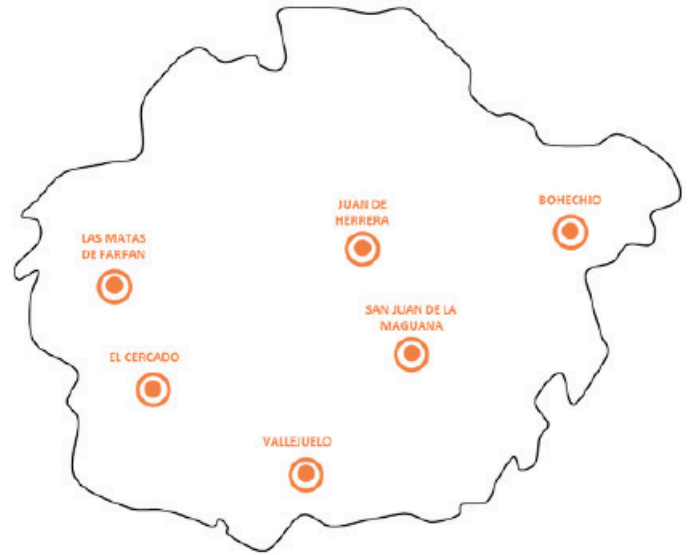 JUAN DE
HERRERA
BOHECHIO
LAS MATAS
DE FARFAN
SAN JUAN DE LA
MAGUANA
EL CERCADO
VALLEJUELO